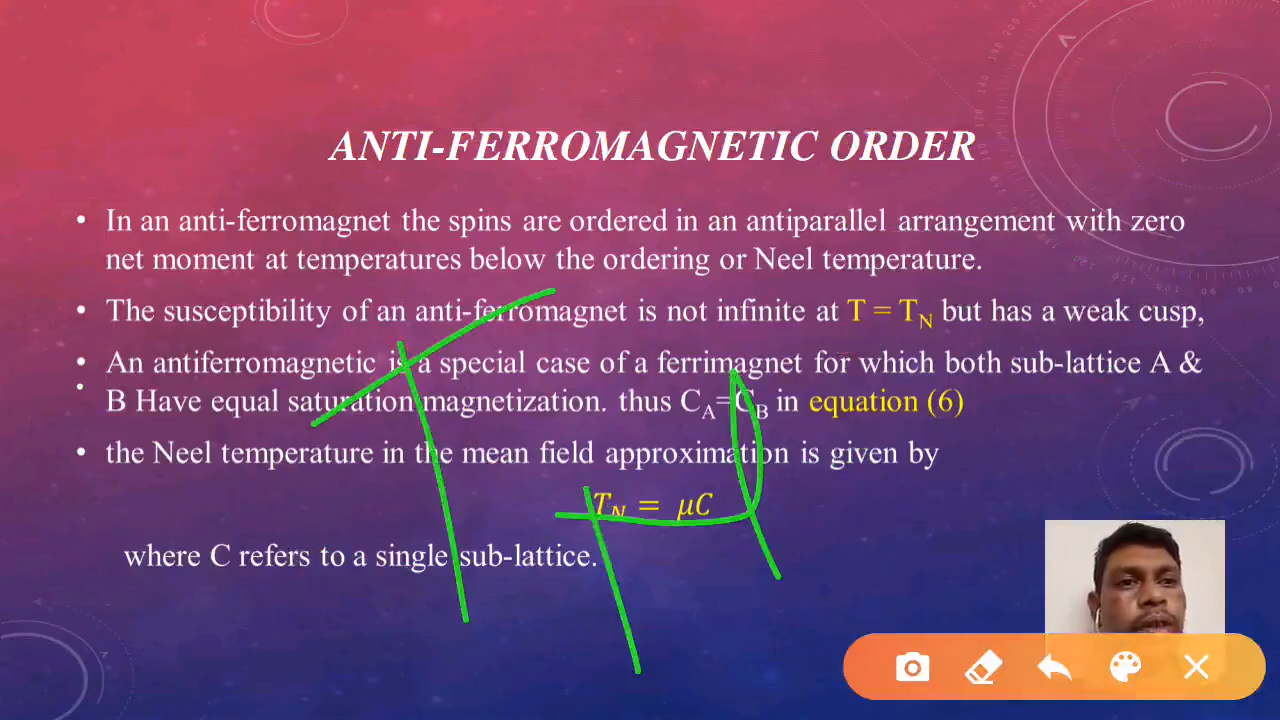 ANTI-FERROMAGNETIC ORDER
• In an anti-ferromagnet the spins are ordered in an antiparallel arrangement with zero
net moment at temperatures below the ordering or Neel temperature.
• The susceptibility of an anti-ferromagnet is not infinite at T = T_N but has a weak cusp,
• An antiferromagnetic is a special case of a ferrimagnet for which both sub-lattice A &
• B Have equal saturation magnetization. thus C_A=C_B in equation (6)
• the Neel temperature in the mean field approximation is given by
T_N = μC
where C refers to a single sub-lattice.